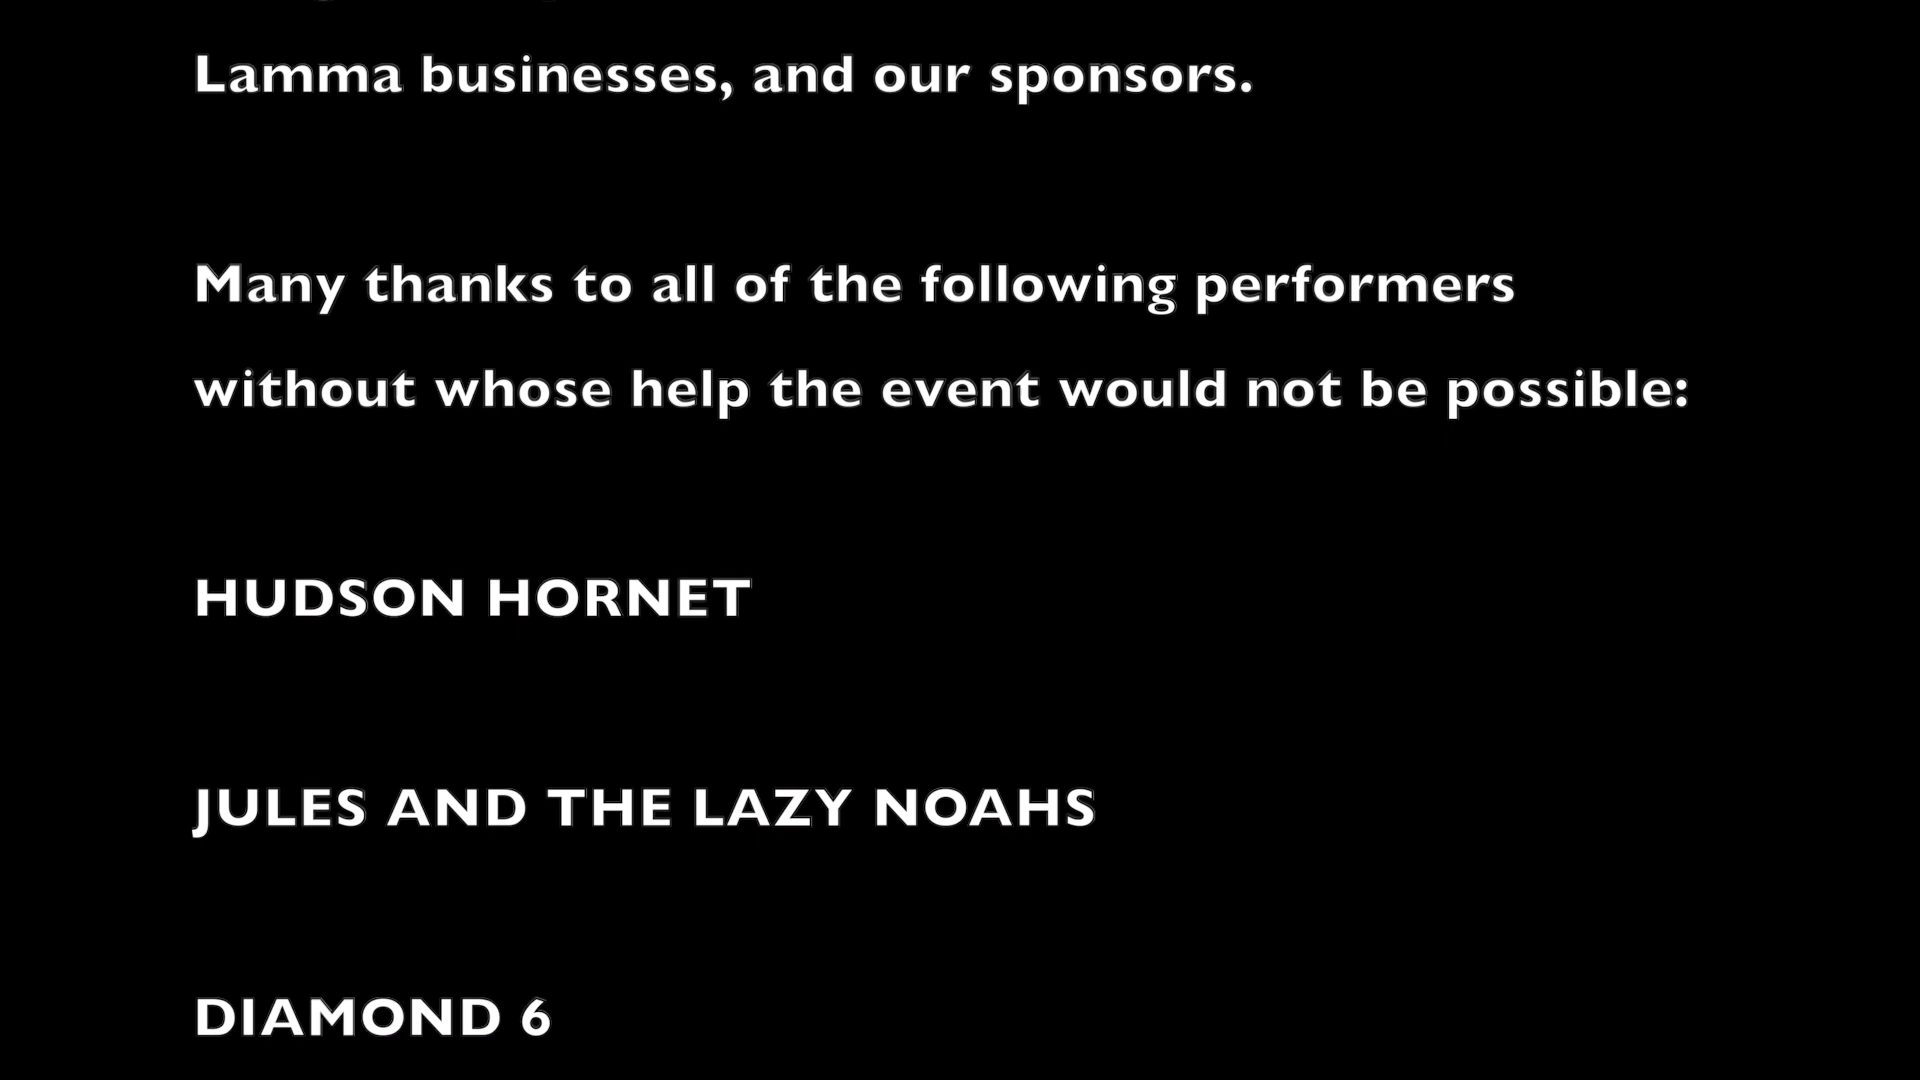 Lamma businesses, and our sponsors.
Many thanks to all of the following performers
without whose help the event would not be possible:
HUDSON HORNET
JULES AND THE LAZY NOAHS
DIAMOND 6